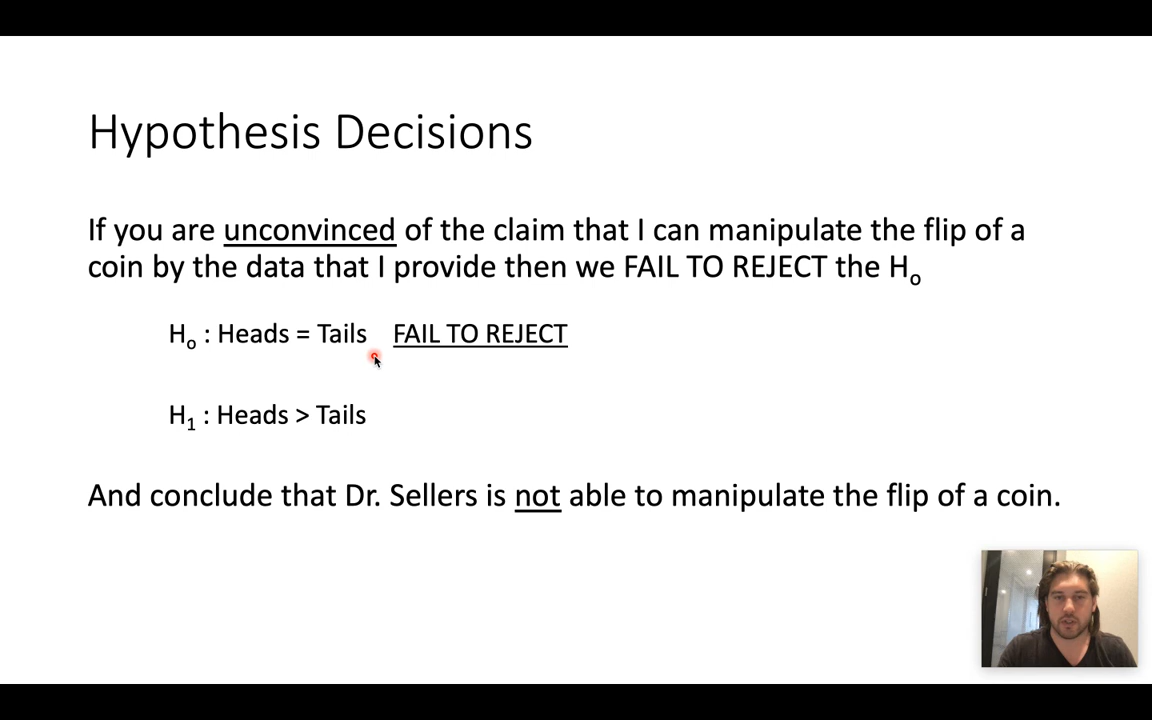 Hypothesis Decisions
If you are unconvinced of the claim that I can manipulate the flip of a
coin by the data that I provide then we FAIL TO REJECT the Hₒ
Hₒ : Heads = Tails FAIL TO REJECT
H₁ : Heads > Tails
And conclude that Dr. Sellers is not able to manipulate the flip of a coin.